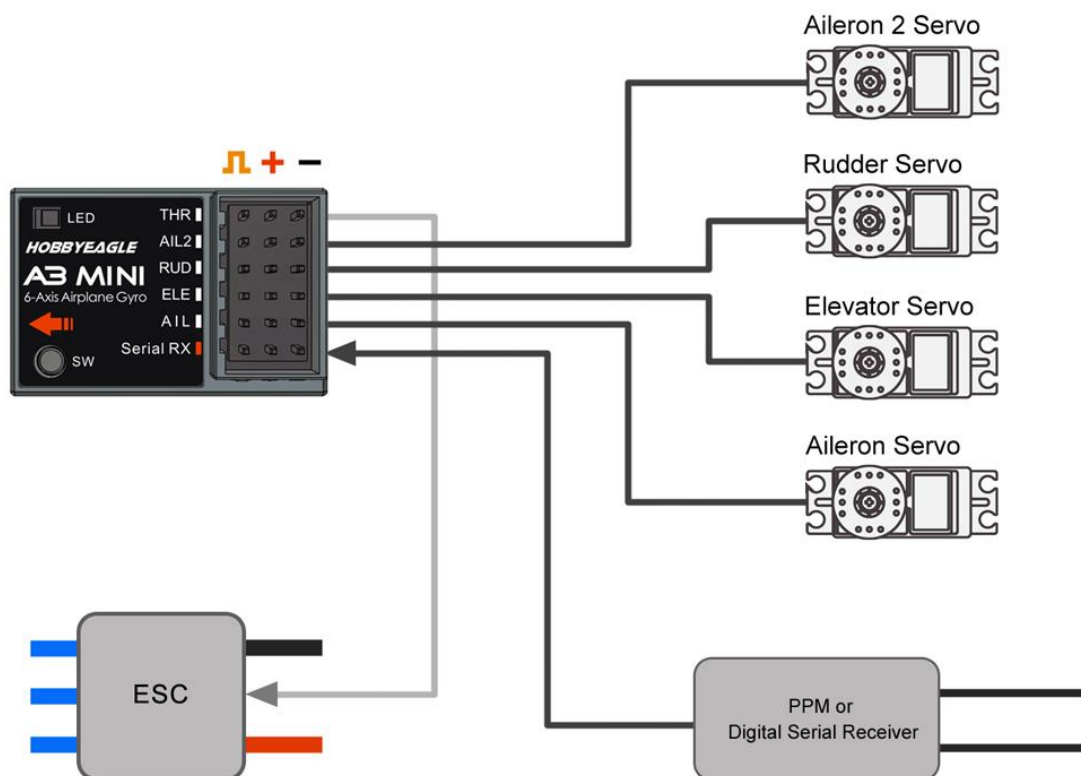 Aileron 2 Servo
Rudder Servo
Elevator Servo
Aileron Servo
+ −
LED
HOBBYEAGLE
A3 MINI
6-Axis Airplane Gyro
SW
THR
AIL2
RUD
ELE
AIL
Serial RX
ESC
PPM or
Digital Serial Receiver